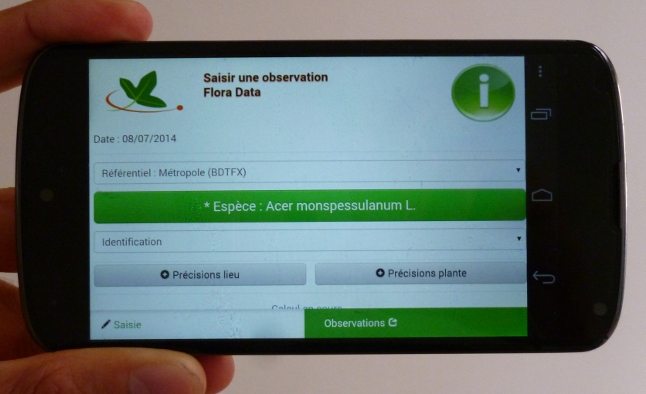 Saisir une observation
Flora Data
Date : 08/07/2014
Référentiel : Métropole (BDTFX)
* Espèce : Acer monspessulanum L.
Identification
Précisions lieu
Précisions plante
Calcul en cours
Saisie
Observations